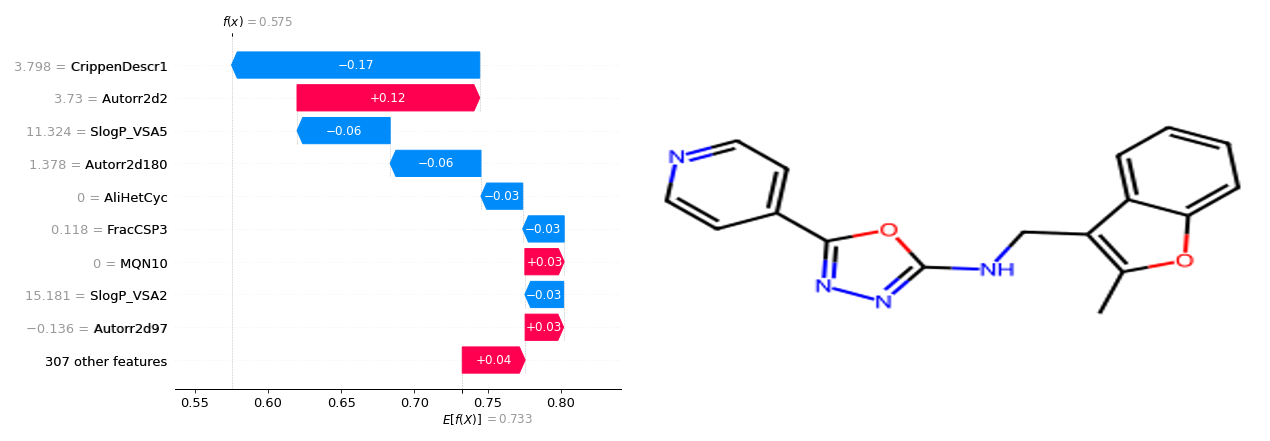 f(x) = 0.575
3.798 = CrippenDescr1
−0.17
3.73 = Autorr2d2
+0.12
11.324 = SlogP_VSA5
−0.06
1.378 = Autorr2d180
−0.06
0 = AliHetCyc
−0.03
0.118 = FracCSP3
−0.03
0 = MQN10
+0.03
15.181 = SlogP_VSA2
−0.03
−0.136 = Autorr2d97
+0.03
307 other features
+0.04
0.55 0.60 0.65 0.70 0.75 0.80
E[f(X)] = 0.733
N
O
N
N
NH
O